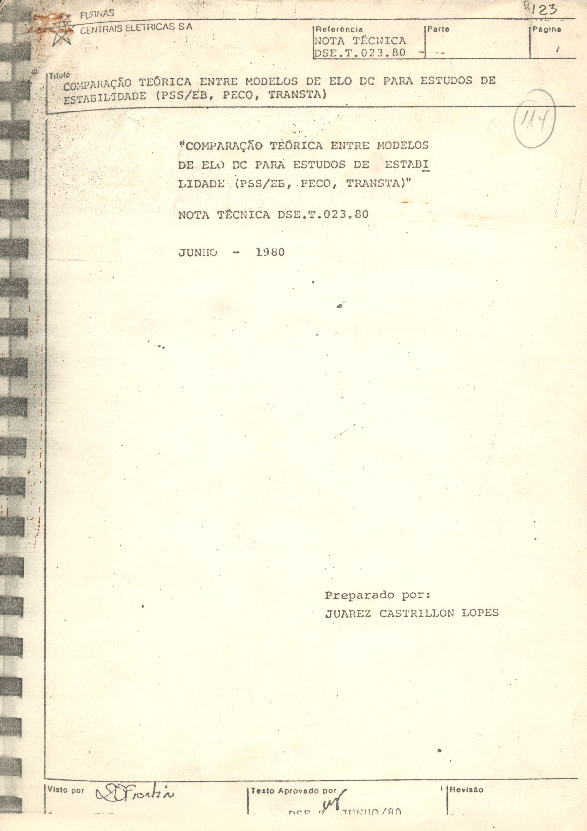 123
FURNAS
CENTRAIS ELÉTRICAS S A
Referência
NOTA TÉCNICA
DSE.T.023.80
Parte
Página
1
Título
COMPARAÇÃO TEÓRICA ENTRE MODELOS DE ELO DC PARA ESTUDOS DE
ESTABILIDADE (PSS/EB, PECO, TRANSTA)
114
"COMPARAÇÃO TEÓRICA ENTRE MODELOS
DE ELO DC PARA ESTUDOS DE ESTABI
LIDADE (PSS/EB, PECO, TRANSTA)"
NOTA TÉCNICA DSE.T.023.80
JUNHO - 1980
Preparado por:
JUAREZ CASTRILLON LOPES
Visto por
Texto Aprovado por
Revisão
JUNHO/80